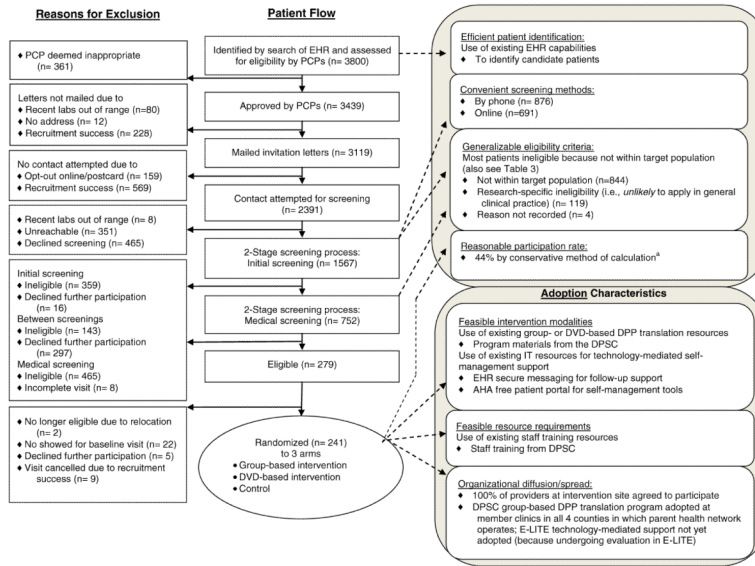 Reasons for Exclusion
♦ PCP deemed inappropriate
(n= 361)
Letters not mailed due to
♦ Recent labs out of range (n=80)
♦ No address (n= 12)
♦ Recruitment success (n= 228)
No contact attempted due to
♦ Opt-out online/postcard (n= 159)
♦ Recruitment success (n= 569)
♦ Recent labs out of range (n= 8)
♦ Unreachable (n= 351)
♦ Declined screening (n= 465)
Initial screening
♦ Ineligible (n= 359)
♦ Declined further participation
(n= 16)
Between screenings
♦ Ineligible (n= 143)
♦ Declined further participation
(n= 297)
Medical screening
♦ Ineligible (n= 465)
♦ Incomplete visit (n= 8)
♦ No longer eligible due to relocation
(n= 2)
♦ No showed for baseline visit (n= 22)
♦ Declined further participation (n= 5)
♦ Visit cancelled due to recruitment
success (n= 9)
Patient Flow
Identified by search of EHR and assessed
for eligibility by PCPs (n= 3800)
Approved by PCPs (n= 3439)
Mailed invitation letters (n= 3119)
Contact attempted for screening
(n= 2391)
2-Stage screening process:
Initial screening (n= 1567)
2-Stage screening process:
Medical screening (n= 752)
Eligible (n= 279)
Randomized (n= 241)
to 3 arms
• Group-based intervention
• DVD-based intervention
• Control
Efficient patient identification:
Use of existing EHR capabilities
♦ To identify candidate patients
Convenient screening methods:
♦ By phone (n= 876)
♦ Online (n=691)
Generalizable eligibility criteria:
Most patients ineligible because not within target population
(also see Table 3)
♦ Not within target population (n=844)
♦ Research-specific ineligibility (i.e., unlikely to apply in general
clinical practice) (n= 119)
♦ Reason not recorded (n= 4)
Reasonable participation rate:
♦ 44% by conservative method of calculationᵃ
Adoption Characteristics
Feasible intervention modalities
Use of existing group- or DVD-based DPP translation resources
♦ Program materials from the DPSC
Use of existing IT resources for technology-mediated self-
management support
♦ EHR secure messaging for follow-up support
♦ AHA free patient portal for self-management tools
Feasible resource requirements
Use of existing staff training resources
♦ Staff training from DPSC
Organizational diffusion/spread:
♦ 100% of providers at intervention site agreed to participate
♦ DPSC group-based DPP translation program adopted at
member clinics in all 4 counties in which parent health network
operates; E-LITE technology-mediated support not yet
adopted (because undergoing evaluation in E-LITE)